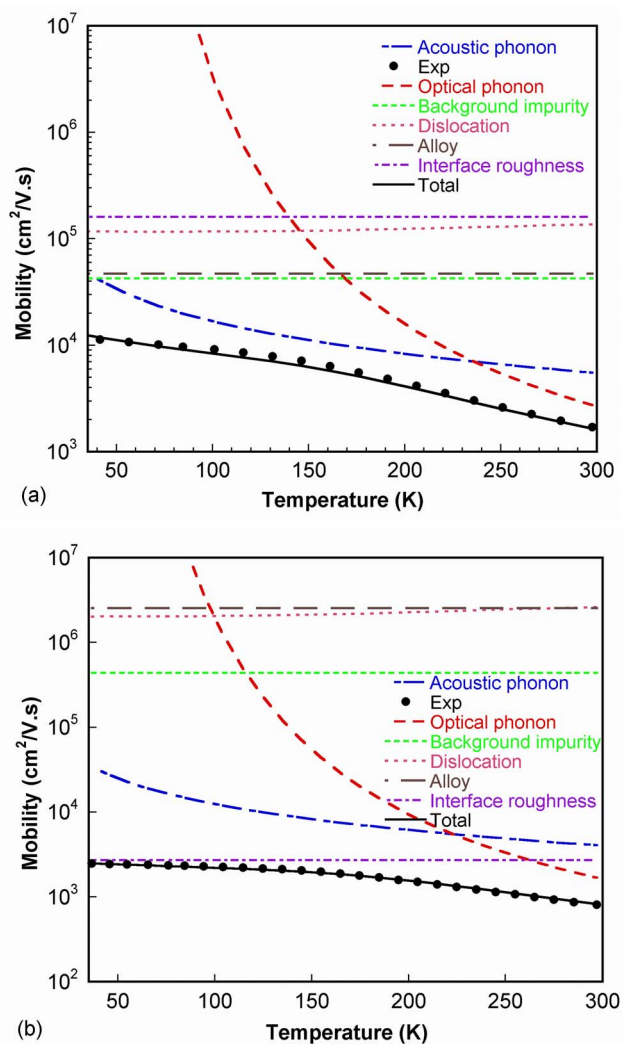 10^7
10^6
10^5
10^4
10^3
Mobility (cm^2/V.s)
Acoustic phonon
Exp
Optical phonon
Background impurity
Dislocation
Alloy
Interface roughness
Total
50 100 150 200 250 300
(a) Temperature (K)
10^7
10^6
10^5
10^4
10^3
10^2
Mobility (cm^2/V.s)
Acoustic phonon
Exp
Optical phonon
Background impurity
Dislocation
Alloy
Interface roughness
Total
50 100 150 200 250 300
(b) Temperature (K)